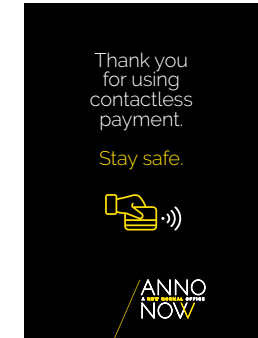 Thank you
for using
contactless
payment.
Stay safe.
ANNO
A NEW NORMAL OFFICE
NOW